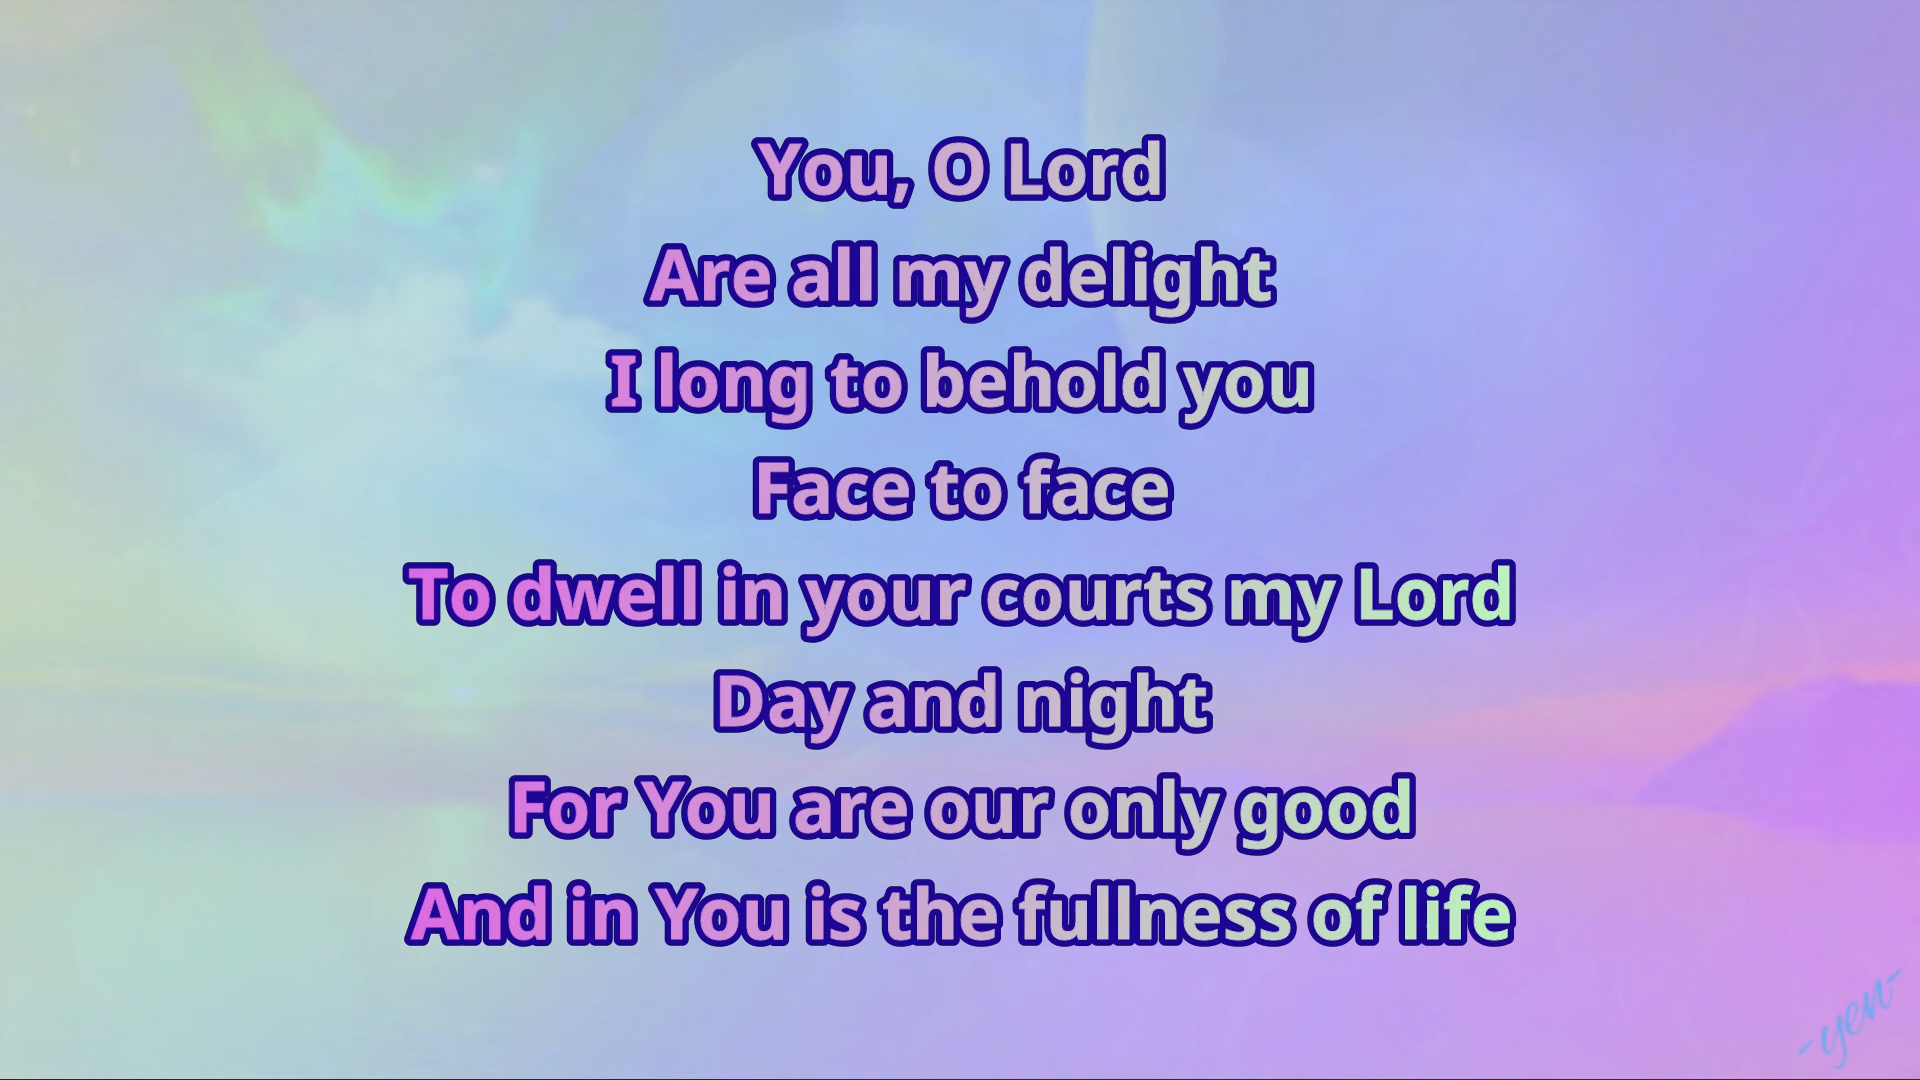 You, O Lord
Are all my delight
I long to behold you
Face to face
To dwell in your courts my Lord
Day and night
For You are our only good
And in You is the fullness of life
-yen-